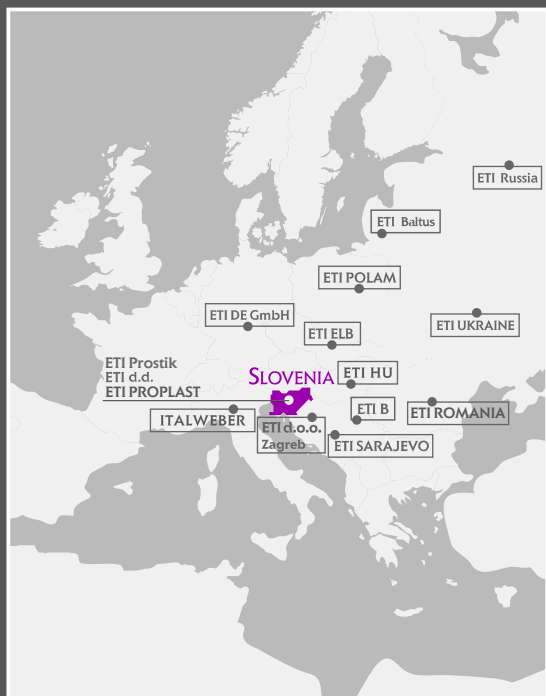 ETI Russia
ETI Baltus
ETI POLAM
ETI DE GmbH
ETI UKRAINE
ETI ELB
ETI Prostik
ETI d.d.
ETI PROPLAST
SLOVENIA
ETI HU
ITALWEBER
ETI d.o.o.
Zagreb
ETI B
ETI ROMANIA
ETI SARAJEVO